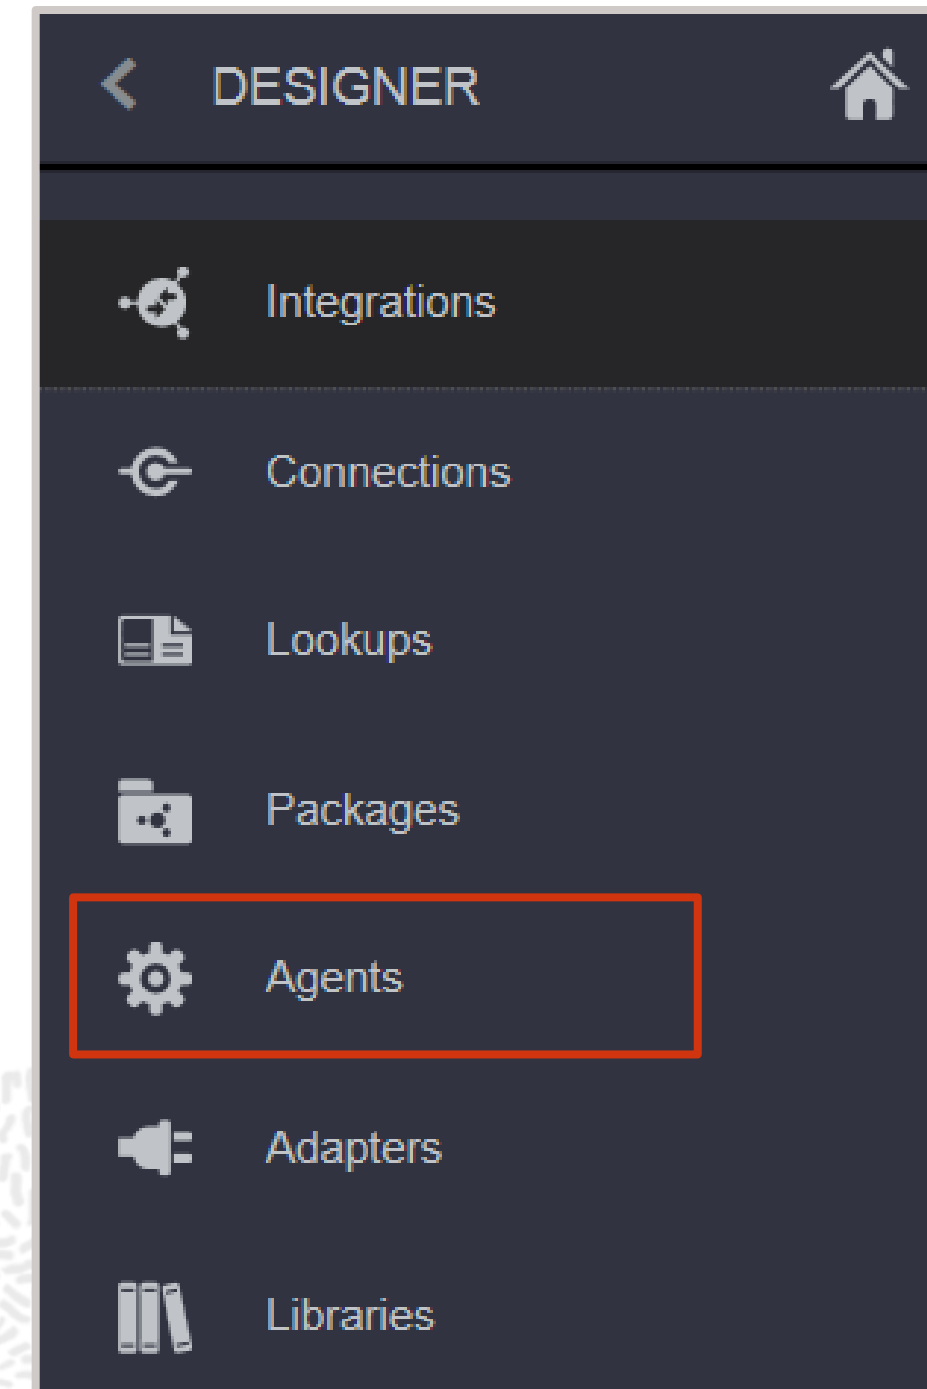 DESIGNER
Integrations
Connections
Lookups
Packages
Agents
Adapters
Libraries